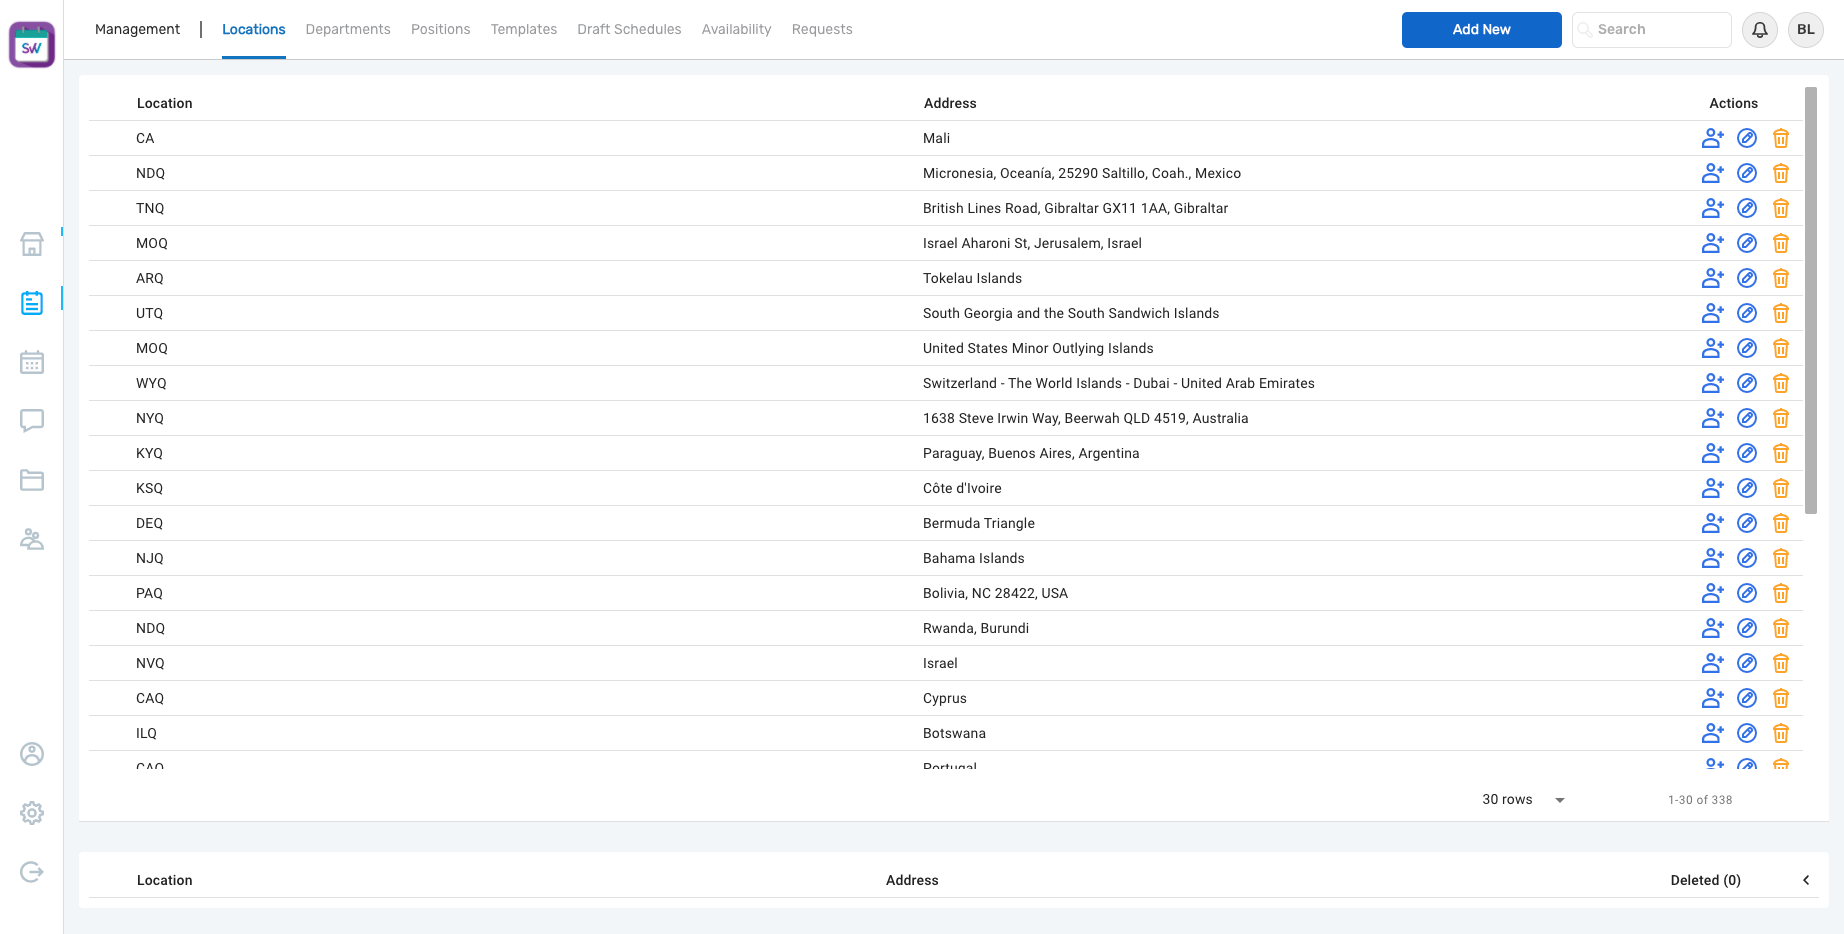 SW
Management | Locations Departments Positions Templates Draft Schedules Availability Requests Add New Search BL
Location Address Actions
CA Mali
NDQ Micronesia, Oceanía, 25290 Saltillo, Coah., Mexico
TNQ British Lines Road, Gibraltar GX11 1AA, Gibraltar
MOQ Israel Aharoni St, Jerusalem, Israel
ARQ Tokelau Islands
UTQ South Georgia and the South Sandwich Islands
MOQ United States Minor Outlying Islands
WYQ Switzerland - The World Islands - Dubai - United Arab Emirates
NYQ 1638 Steve Irwin Way, Beerwah QLD 4519, Australia
KYQ Paraguay, Buenos Aires, Argentina
KSQ Côte d'Ivoire
DEQ Bermuda Triangle
NJQ Bahama Islands
PAQ Bolivia, NC 28422, USA
NDQ Rwanda, Burundi
NVQ Israel
CAQ Cyprus
ILQ Botswana
CAQ Portugal
30 rows 1-30 of 338
Location Address Deleted (0)